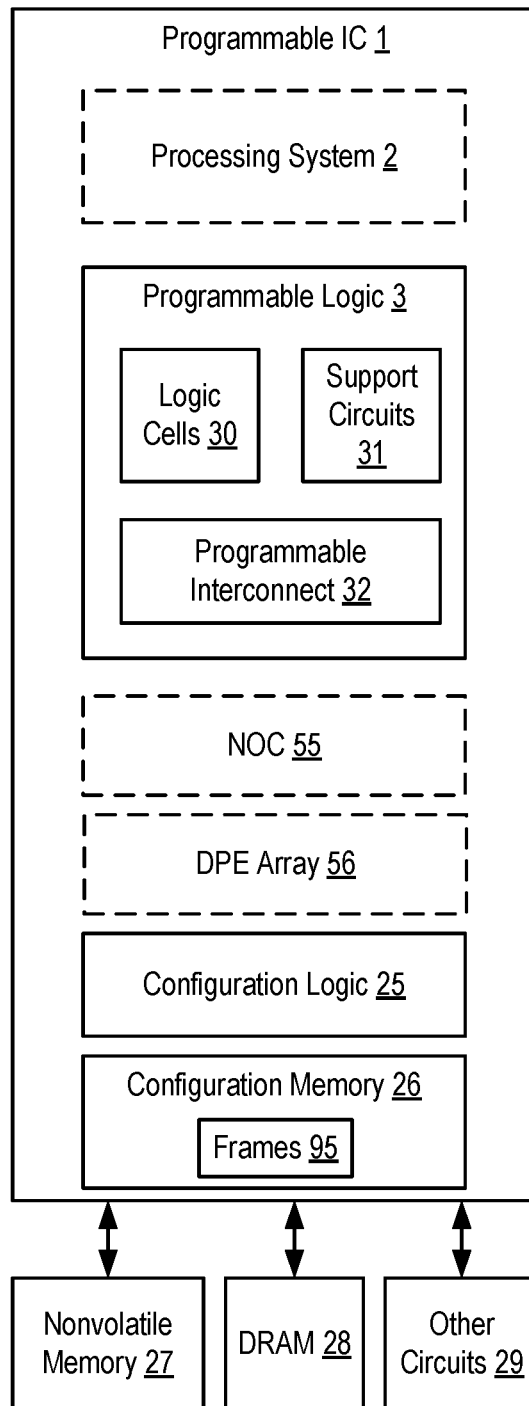 Programmable IC 1
Processing System 2
Programmable Logic 3
Logic
Cells 30
Support
Circuits
31
Programmable
Interconnect 32
NOC 55
DPE Array 56
Configuration Logic 25
Configuration Memory 26
Frames 95
Nonvolatile
Memory 27
DRAM 28
Other
Circuits 29